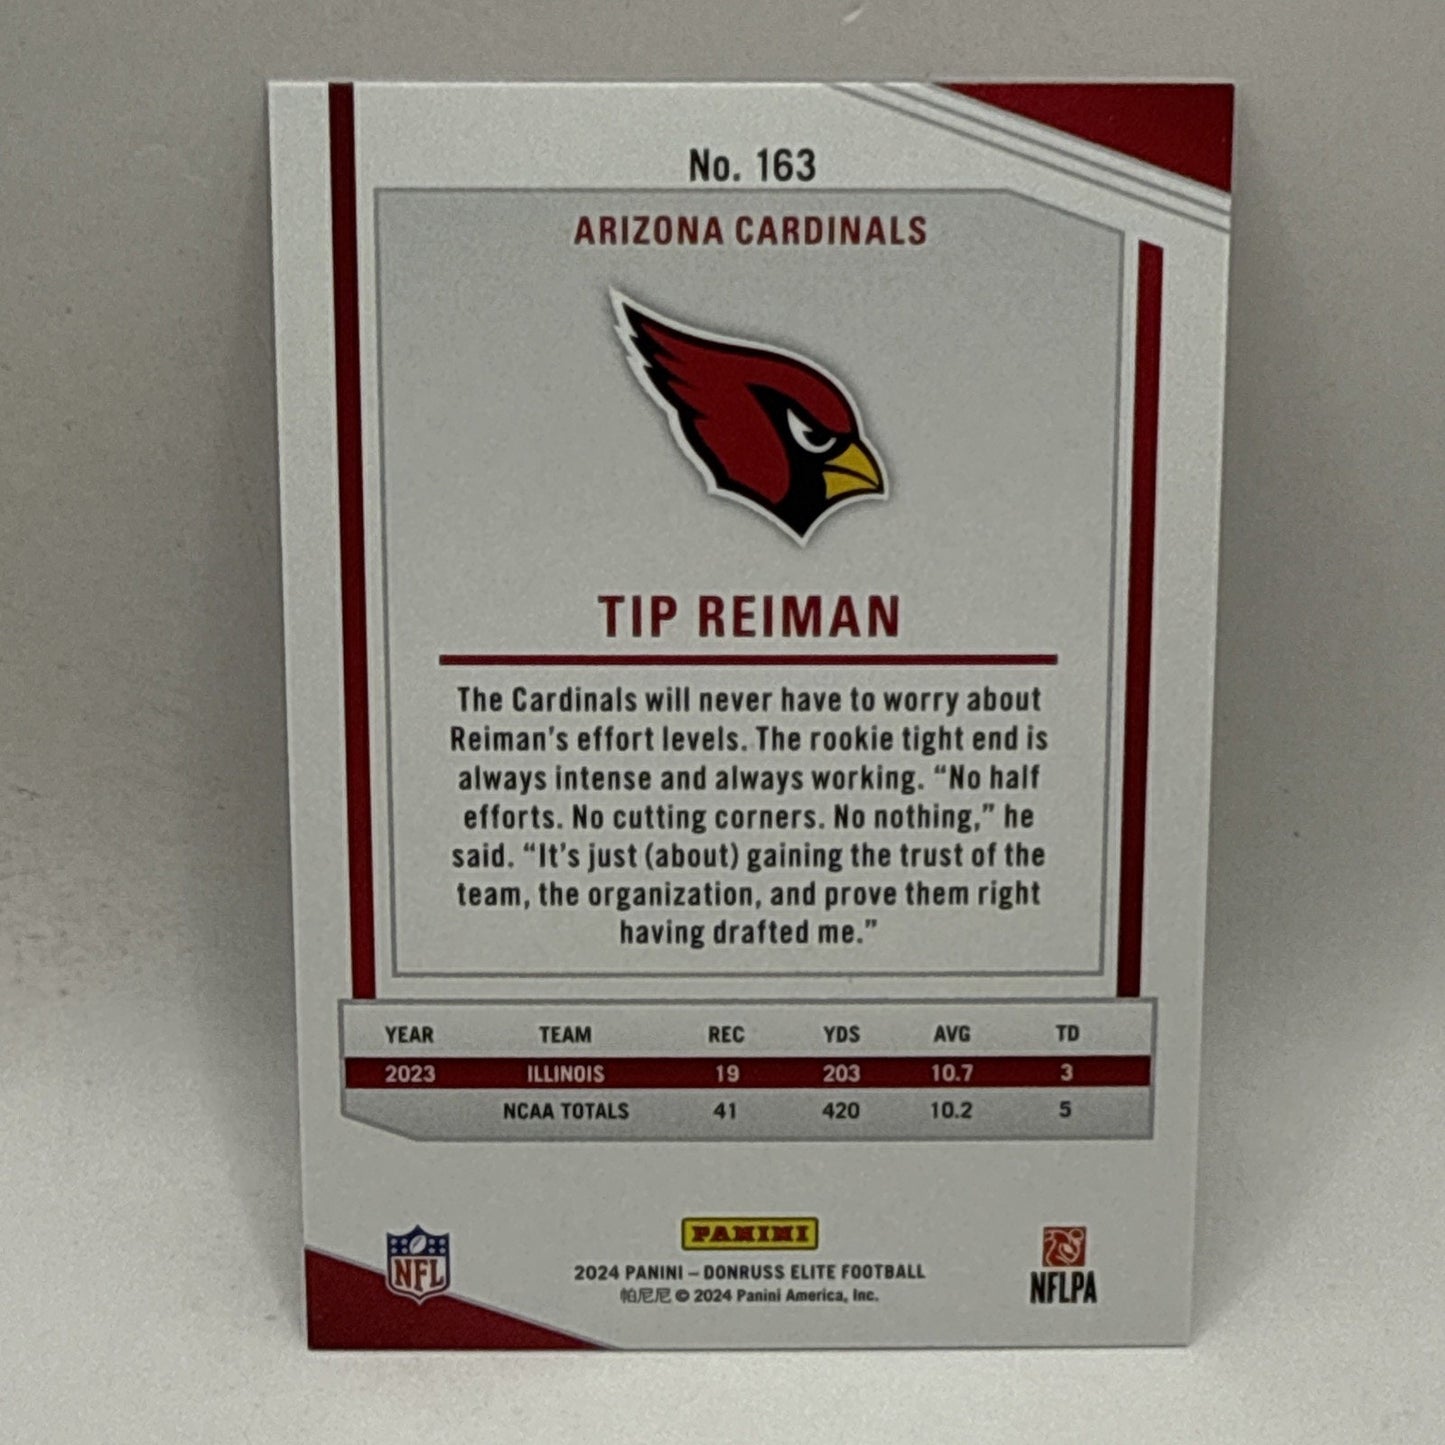 No. 163
ARIZONA CARDINALS
TIP REIMAN
The Cardinals will never have to worry about
Reiman's effort levels. The rookie tight end is
always intense and always working. “No half
efforts. No cutting corners. No nothing,” he
said. “It's just (about) gaining the trust of the
team, the organization, and prove them right
having drafted me.”
YEAR TEAM REC YDS AVG TD
2023 ILLINOIS 19 203 10.7 3
NCAA TOTALS 41 420 10.2 5
NFL
PANINI
2024 PANINI – DONRUSS ELITE FOOTBALL
帕尼尼 © 2024 Panini America, Inc.
NFLPA